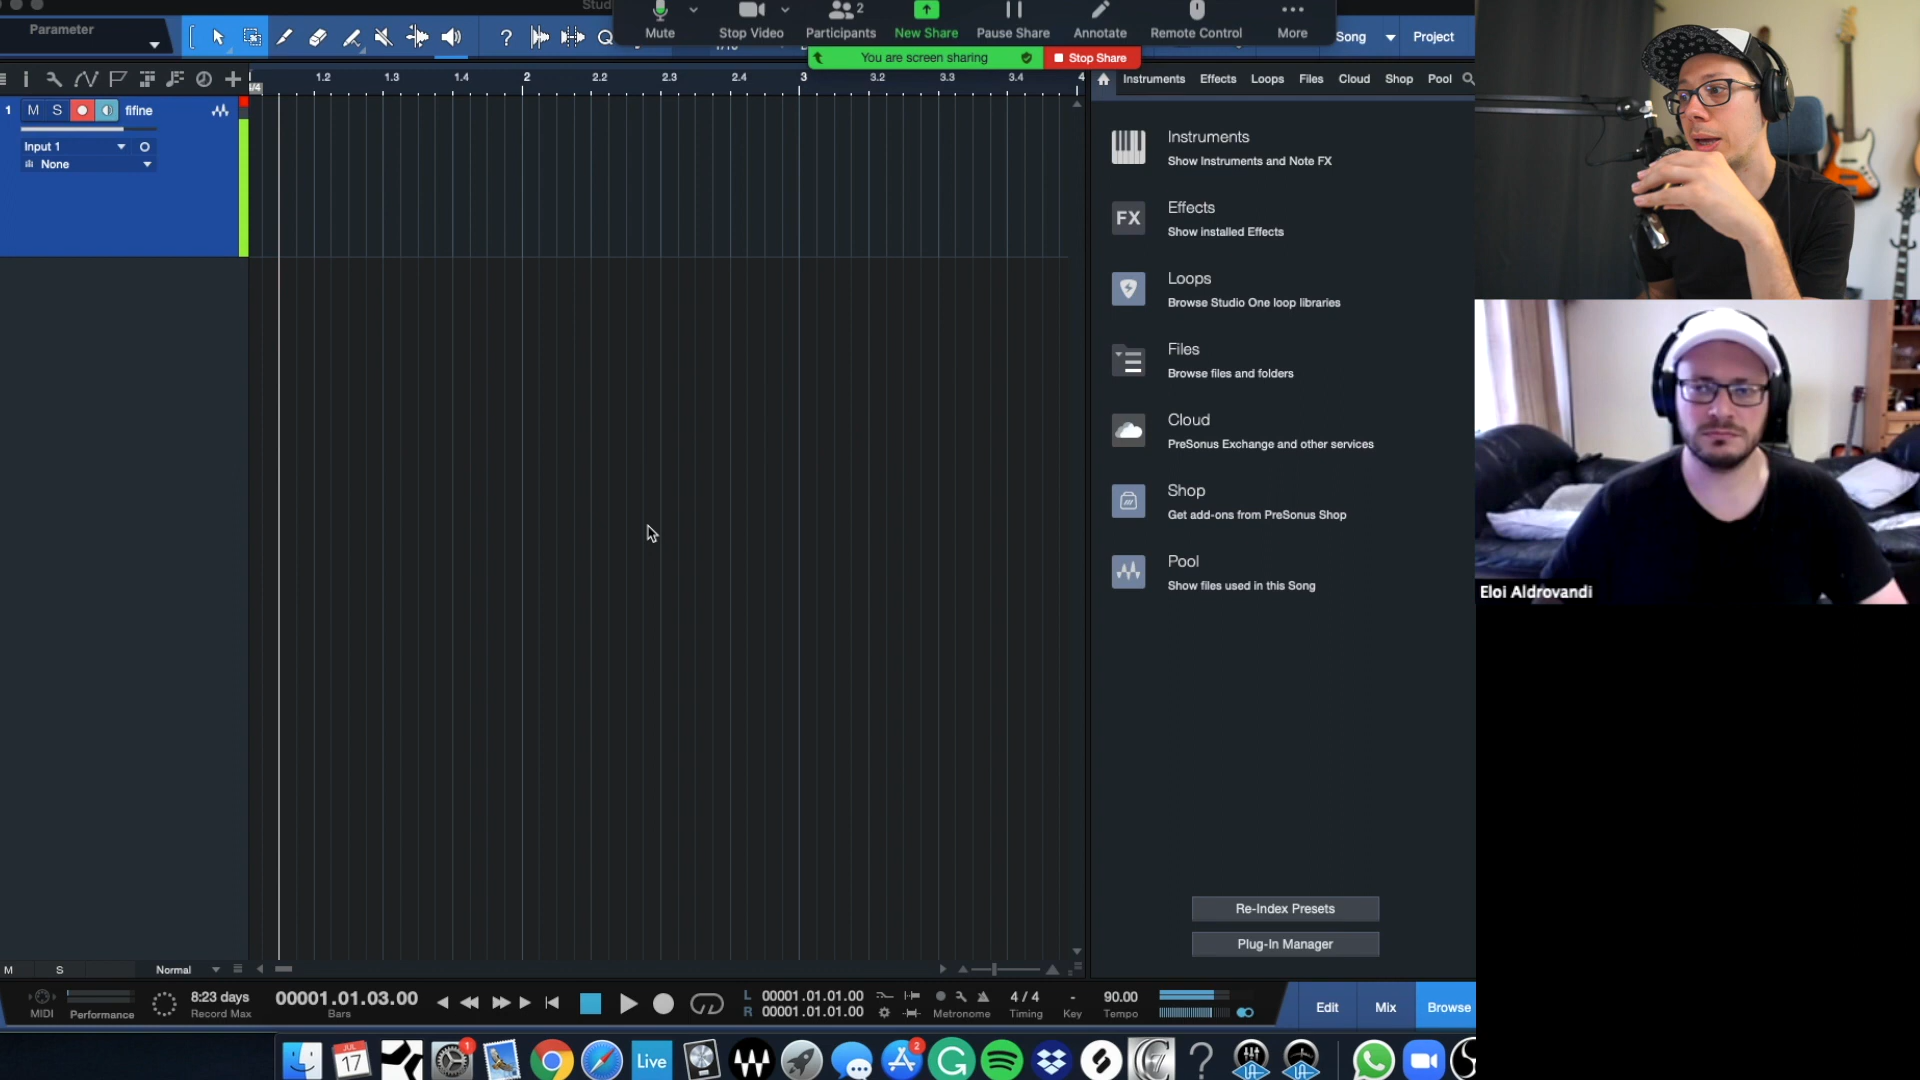 Stud
Parameter
Mute
Stop Video
2
Participants
New Share
Pause Share
Annotate
Remote Control
More
Song
Project
You are screen sharing
Stop Share
1.2
1.3
1.4
2
2.2
2.3
2.4
3
3.2
3.3
3.4
4
Instruments
Effects
Loops
Files
Cloud
Shop
Pool
1
M
S
fifine
Input 1
None
Instruments
Show Instruments and Note FX
FX
Effects
Show installed Effects
Loops
Browse Studio One loop libraries
Files
Browse files and folders
Cloud
PreSonus Exchange and other services
Shop
Get add-ons from PreSonus Shop
Pool
Show files used in this Song
Eloi Aldrovandi
Re-Index Presets
Plug-In Manager
M
S
Normal
MIDI
Performance
8:23 days
Record Max
00001.01.03.00
Bars
L 00001.01.01.00
R 00001.01.01.00
Metronome
4 / 4
Timing
-
Key
90.00
Tempo
Edit
Mix
Browse
JUL
17
1
Live
2